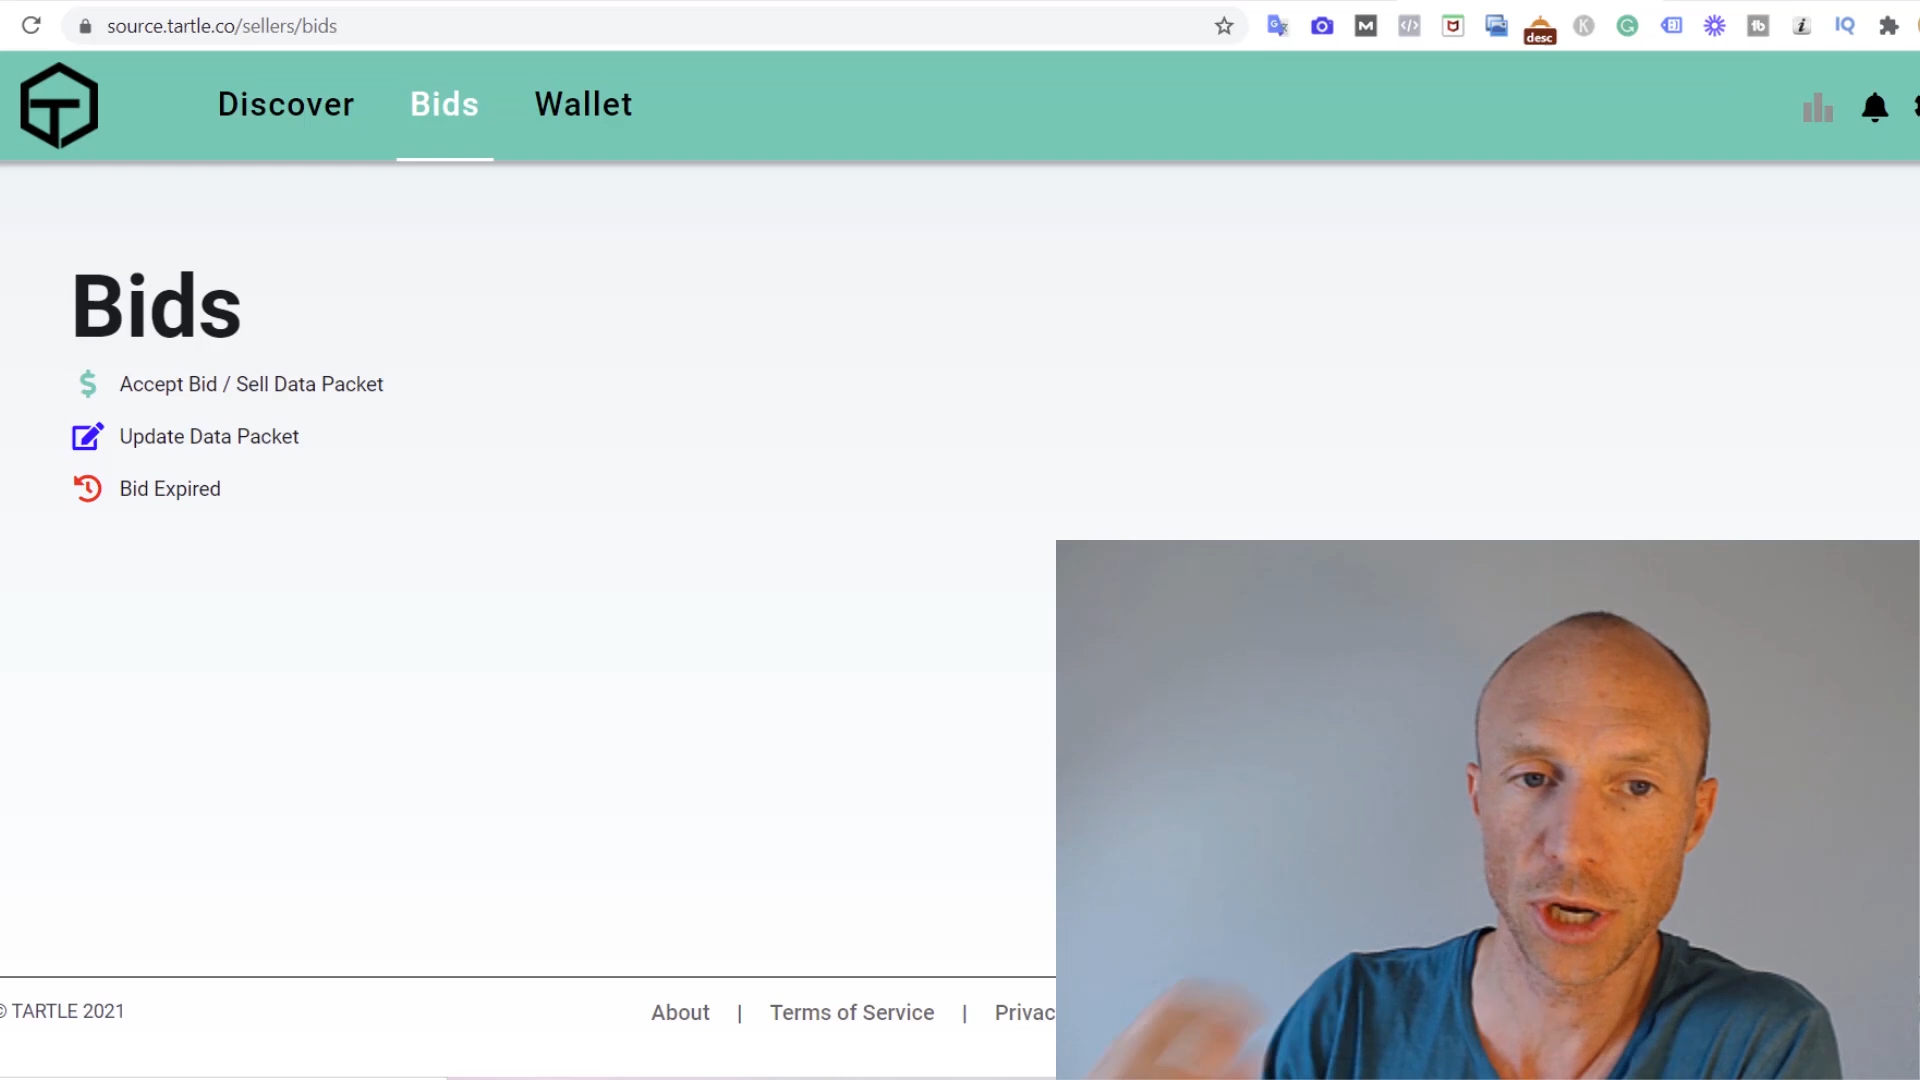 source.tartle.co/sellers/bids
desc
Discover Bids Wallet
Bids
Accept Bid / Sell Data Packet
Update Data Packet
Bid Expired
© TARTLE 2021
About | Terms of Service | Privac